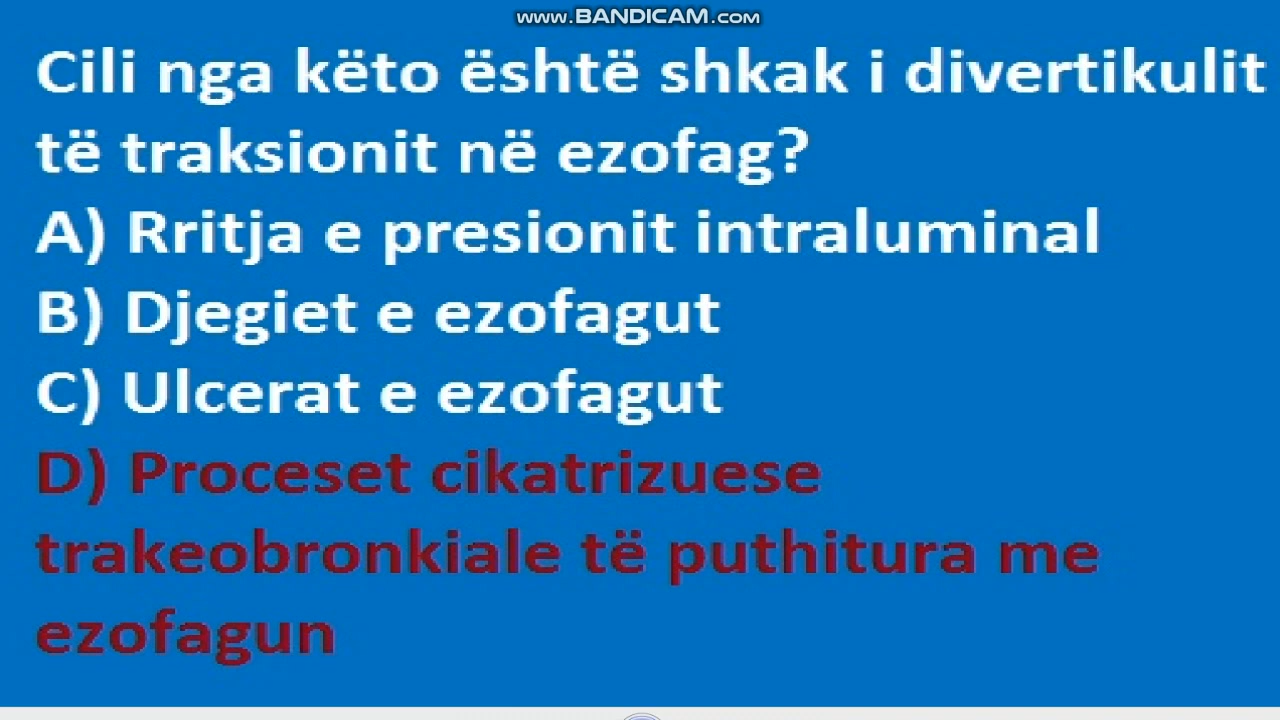 www.BANDICAM.com
Cili nga këto është shkak i divertikulit
të traksionit në ezofag?
A) Rritja e presionit intraluminal
B) Djegiet e ezofagut
C) Ulcerat e ezofagut
D) Proceset cikatrizuese
trakeobronkiale të puthitura me
ezofagun